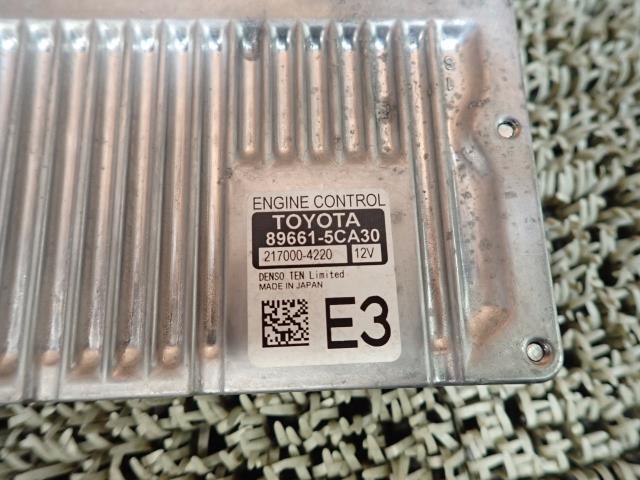 ENGINE CONTROL
TOYOTA
89661-5CA30
217000-4220 12V
DENSO TEN Limited
MADE IN JAPAN
E3